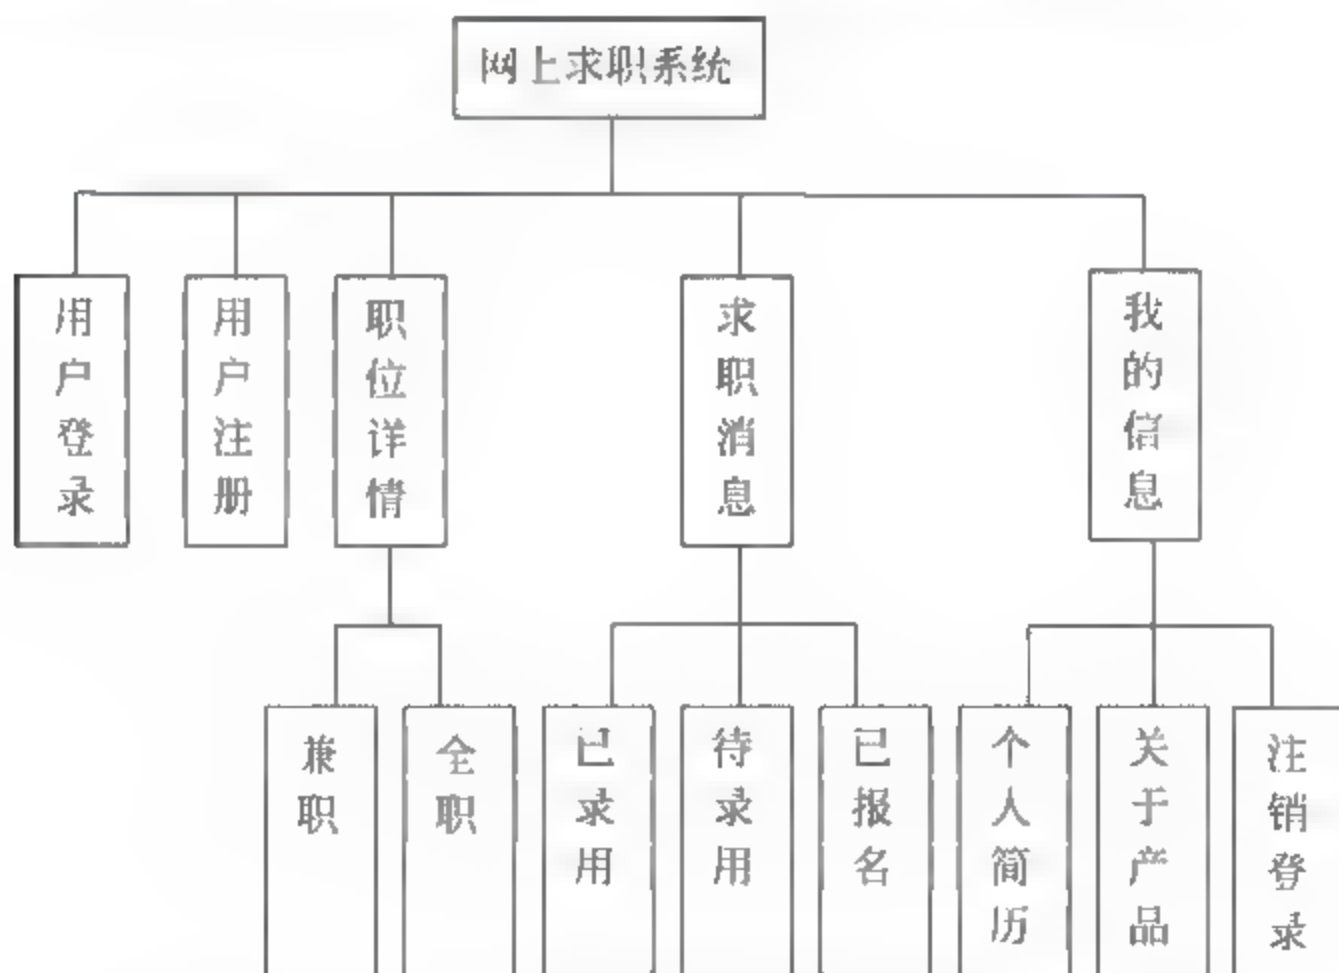 网上求职系统
用户登录
用户注册
职位详情
求职消息
我的信息
兼职
全职
已录用
待录用
已报名
个人简历
关于产品
注销登录